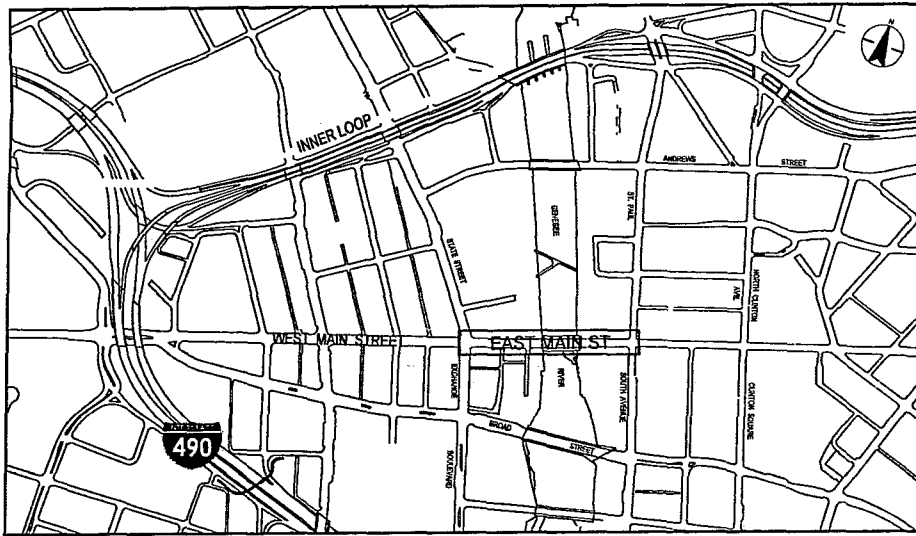 N
INNER LOOP
ANDREWS STREET
ST. PAUL
GENESEE
STATE STREET
NORTH CLINTON
AVE.
WEST MAIN STREE
EAST MAIN ST
EXCHANGE
RIVER
SOUTH AVENUE
CLINTON SQUARE
BROAD
STREET
490
BOULEVARD